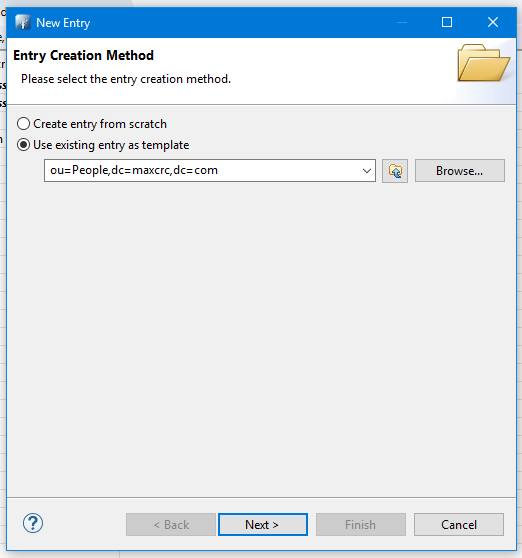 New Entry
Entry Creation Method
Please select the entry creation method.
Create entry from scratch
Use existing entry as template
ou=People,dc=maxcrc,dc=com
Browse...
?
< Back
Next >
Finish
Cancel